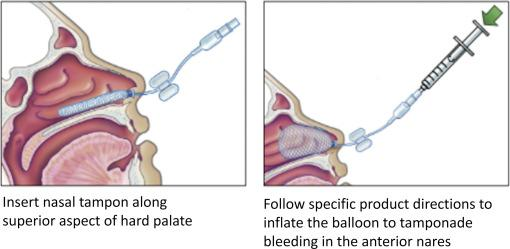 Insert nasal tampon along
superior aspect of hard palate
Follow specific product directions to
inflate the balloon to tamponade
bleeding in the anterior nares